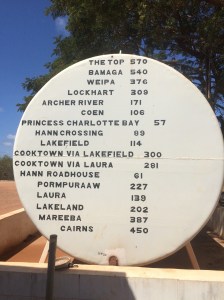 THE TOP 570
BAMAGA 540
WEIPA 376
LOCKHART 309
ARCHER RIVER 171
COEN 106
PRINCESS CHARLOTTE BAY 57
HANN CROSSING 89
LAKEFIELD 114
COOKTOWN VIA LAKEFIELD 300
COOKTOWN VIA LAURA 281
HANN ROADHOUSE 61
PORMPURAAW 227
LAURA 139
LAKELAND 202
MAREEBA 387
CAIRNS 450